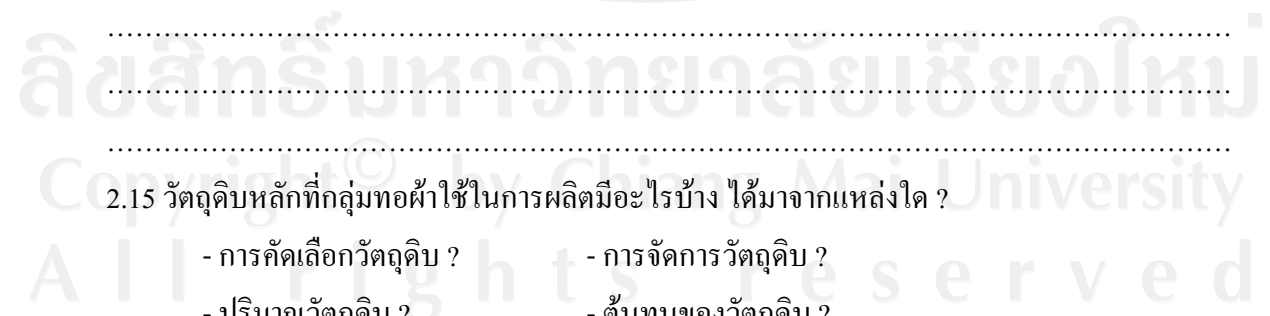 ....................................................................................................................
ลิขสิทธิ์มหาวิทยาลัยเชียงใหม่
....................................................................................................................
....................................................................................................................
Copyright© by Chiang Mai University
2.15 วัตถุดิบหลักที่กลุ่มทอผ้าใช้ในการผลิตมีอะไรบ้าง ได้มาจากแหล่งใด ?
- การคัดเลือกวัตถุดิบ ? - การจัดการวัตถุดิบ ?
All rights reserved
- ปริมาณวัตถุดิบ ? - ต้นทุนของวัตถุดิบ ?